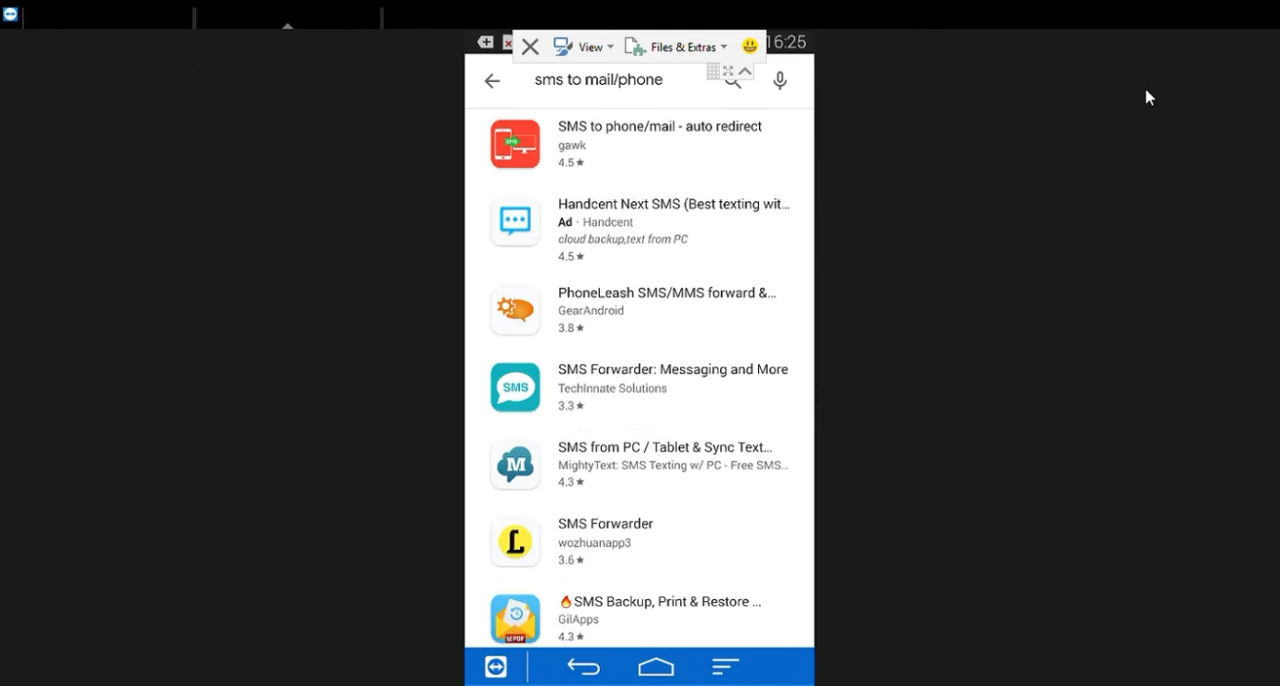 View
Files & Extras
16:25
sms to mail/phone
SMS to phone/mail - auto redirect
gawk
4.5★
SMS
Handcent Next SMS (Best texting wit...
Ad · Handcent
cloud backup,text from PC
4.5★
PhoneLeash SMS/MMS forward &...
GearAndroid
3.8★
SMS Forwarder: Messaging and More
SMS
TechInnate Solutions
3.3★
SMS from PC / Tablet & Sync Text...
M
MightyText: SMS Texting w/ PC - Free SMS...
4.3★
SMS Forwarder
L
wozhuanapp3
3.6★
🔥SMS Backup, Print & Restore ...
GilApps
4.3★
PDF